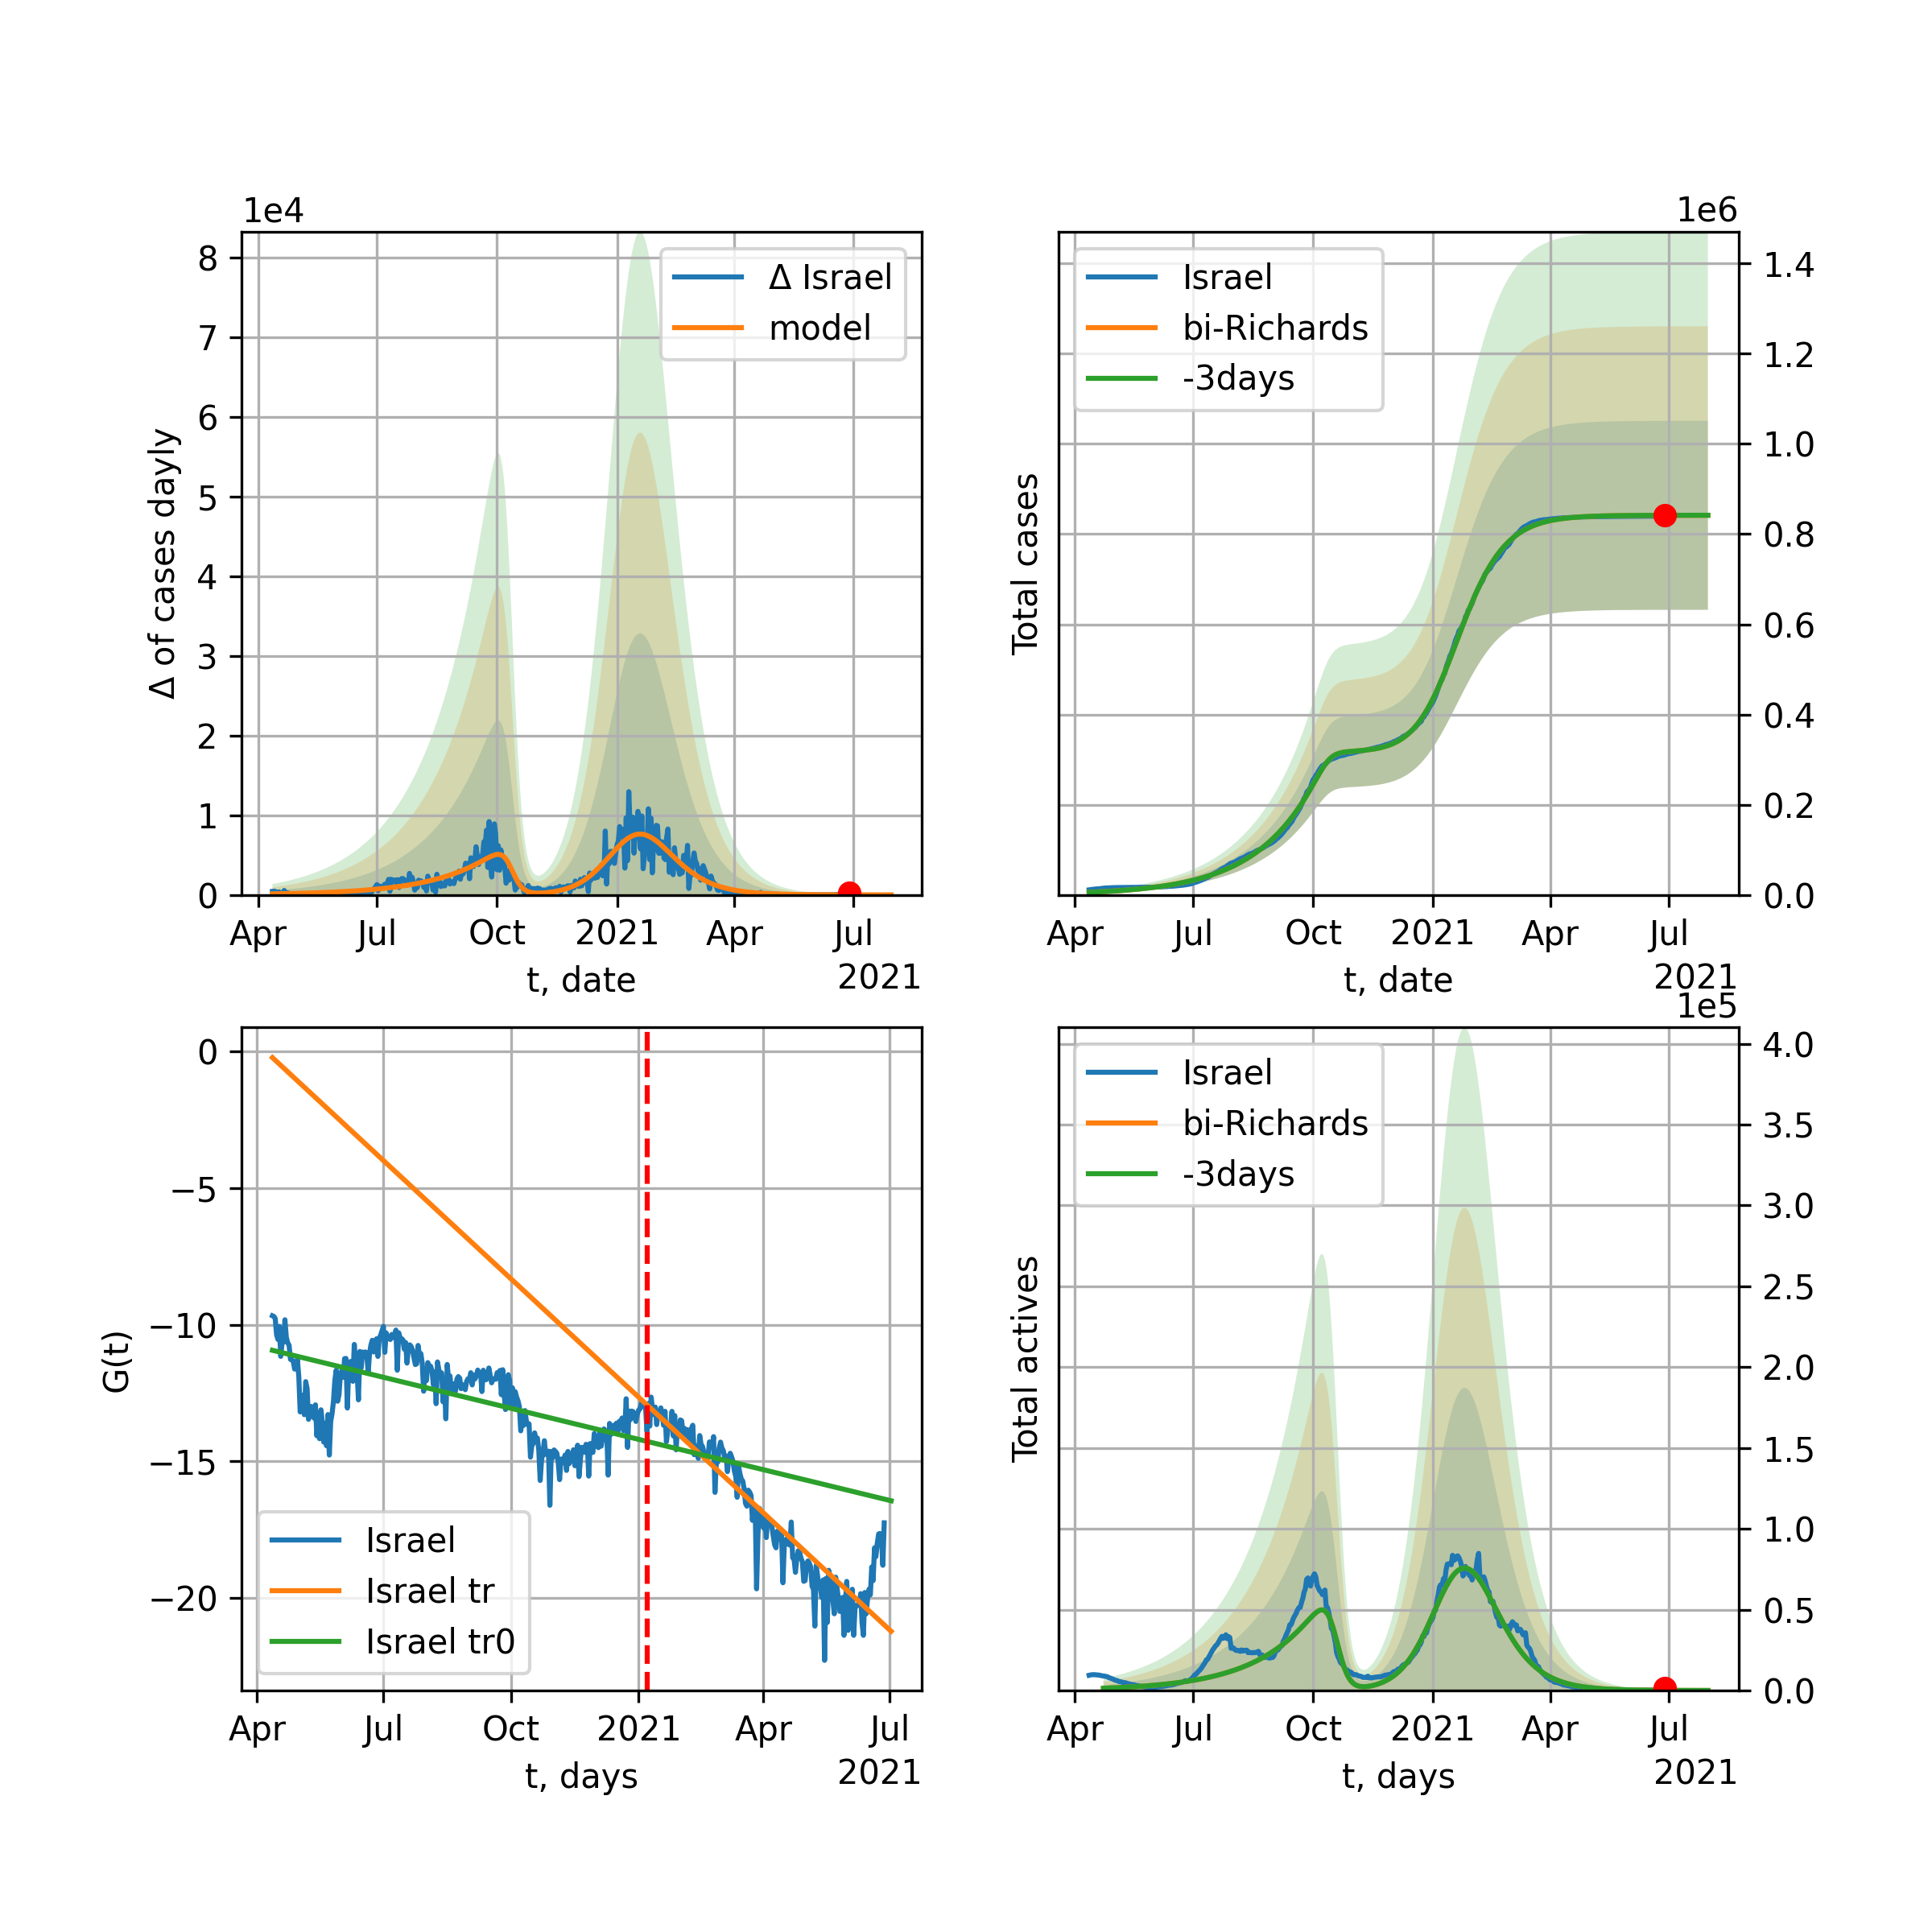 1e4
8
7
6
5
4
3
2
1
0
Δ of cases dayly
Δ Israel
model
Apr Jul Oct 2021 Apr Jul
t, date
2021
1e6
Israel
bi-Richards
-3days
Total cases
1.4
1.2
1.0
0.8
0.6
0.4
0.2
0.0
Apr Jul Oct 2021 Apr Jul
t, date
2021
0
−5
−10
−15
−20
G(t)
Israel
Israel tr
Israel tr0
Apr Jul Oct 2021 Apr Jul
t, days
2021
1e5
Israel
bi-Richards
-3days
Total actives
4.0
3.5
3.0
2.5
2.0
1.5
1.0
0.5
0.0
Apr Jul Oct 2021 Apr Jul
t, days
2021